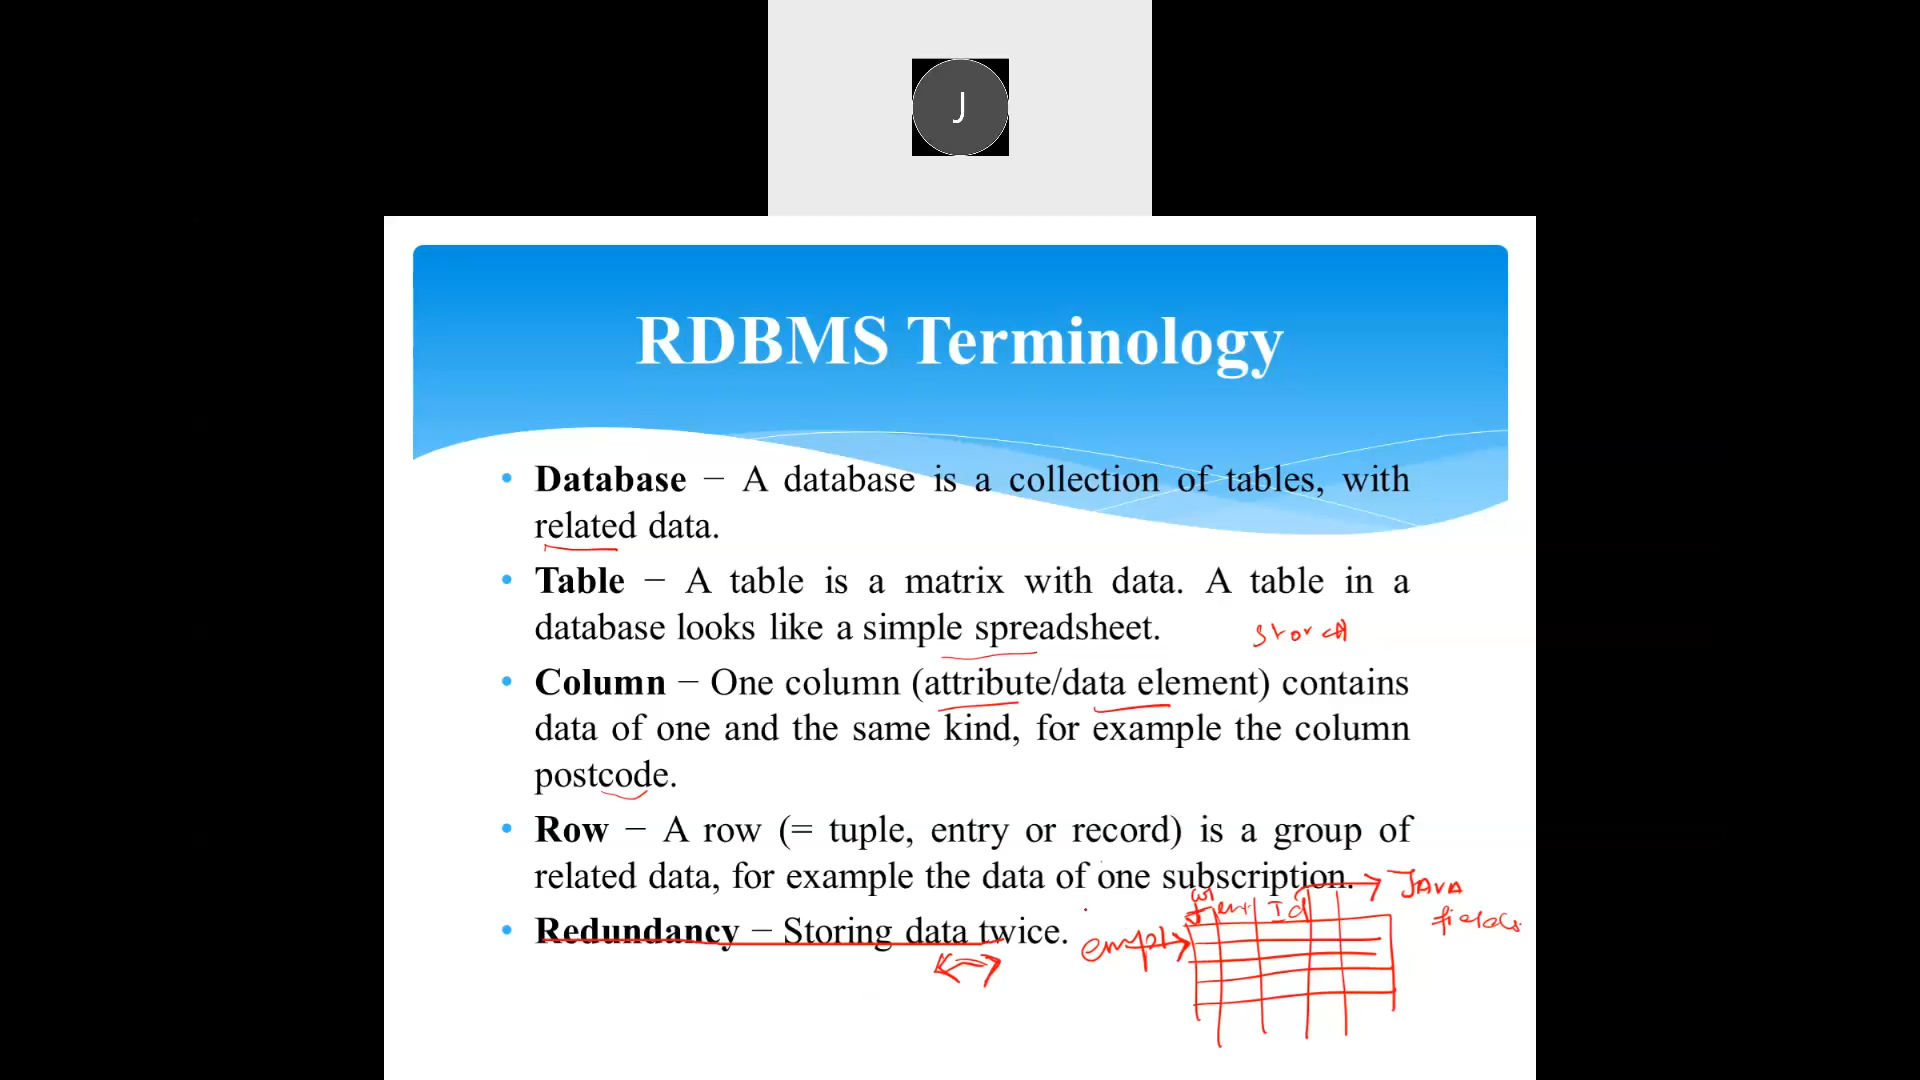 J
RDBMS Terminology
• Database − A database is a collection of tables, with
related data.
• Table − A table is a matrix with data. A table in a
database looks like a simple spreadsheet.
stored
• Column − One column (attribute/data element) contains
data of one and the same kind, for example the column
postcode.
• Row − A row (= tuple, entry or record) is a group of
related data, for example the data of one subscription.
JAVA
fields
Id
• Redundancy − Storing data twice.
empl